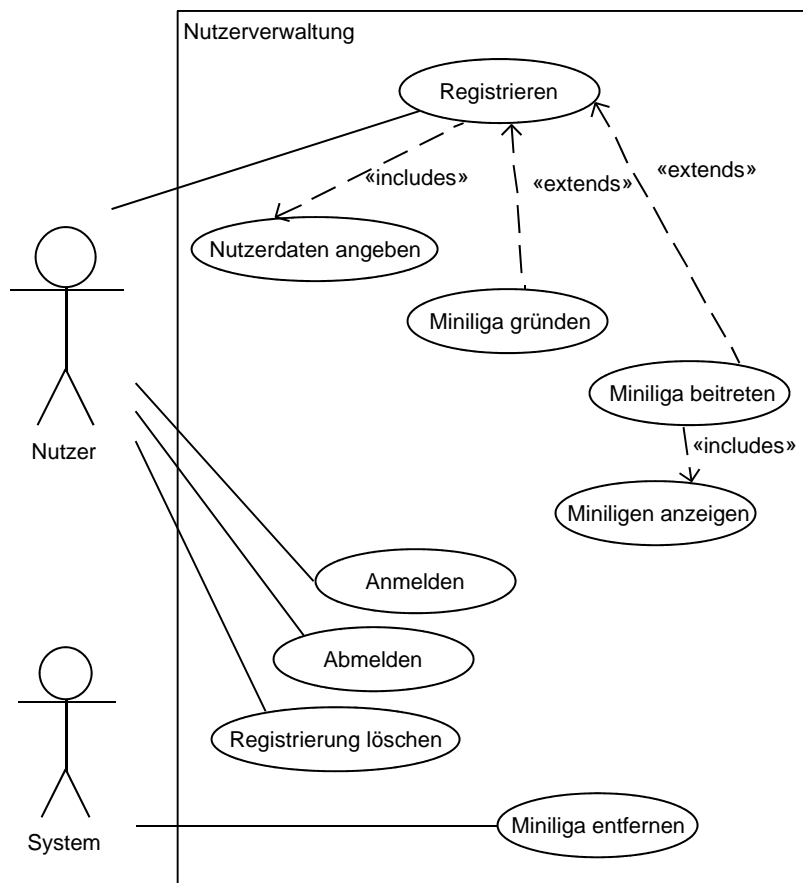 Nutzerverwaltung
Registrieren
«includes»
«extends»
«extends»
Nutzerdaten angeben
Miniliga gründen
Miniliga beitreten
Nutzer
«includes»
Miniligen anzeigen
Anmelden
Abmelden
Registrierung löschen
System
Miniliga entfernen